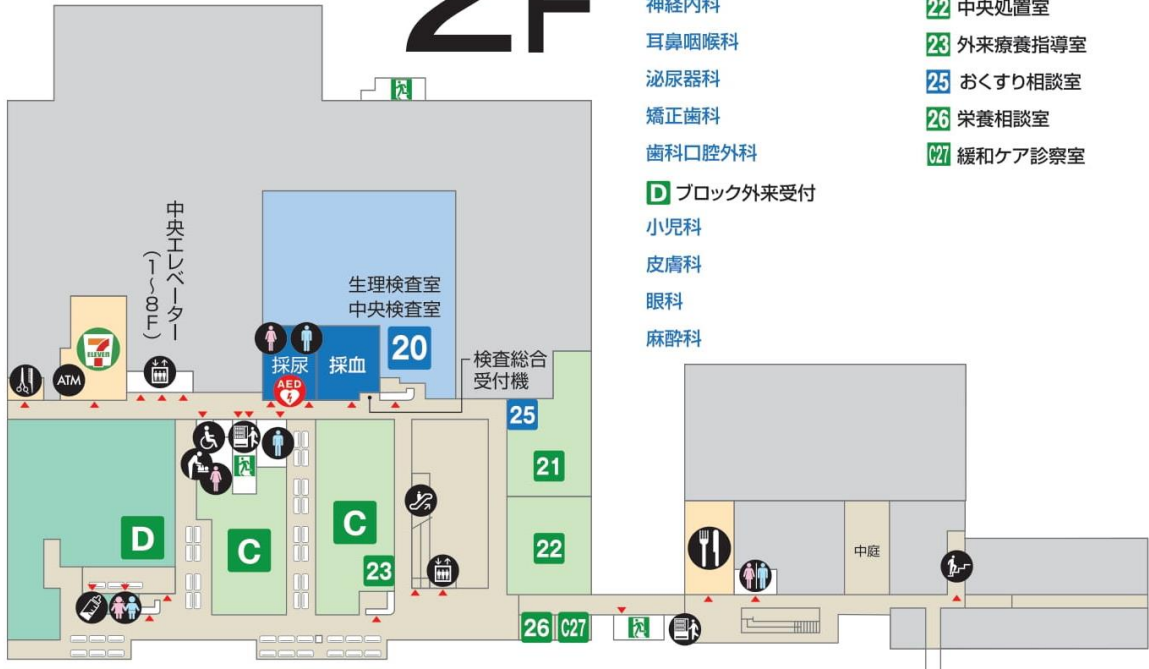 2F
神経内科
耳鼻咽喉科
泌尿器科
矯正歯科
歯科口腔外科
D ブロック外来受付
小児科
皮膚科
眼科
麻酔科
22 中央処置室
23 外来療養指導室
25 おくすり相談室
26 栄養相談室
C27 緩和ケア診察室
中央エレベーター
(1〜8F)
生理検査室
中央検査室
20
採尿
採血
AED
検査総合
受付機
7
ELEVEN
ATM
25
21
22
D
C
C
23
26
C27
中庭